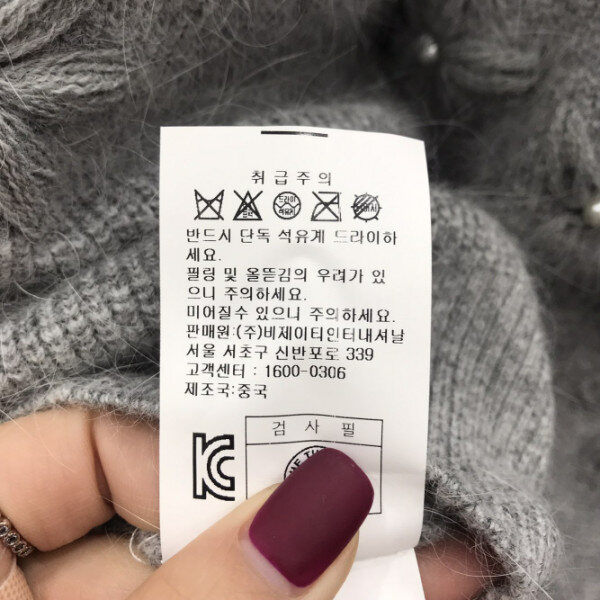 취급주의
드라이
반드시 단독 석유계 드라이하
세요.
필링 및 올뜯김의 우려가 있
으니 주의하세요.
미어질수 있으니 주의하세요.
판매원:(주)비제이티인터내셔날
서울 서초구 신반포로 339
고객센터 : 1600-0306
제조국:중국
검 사 필